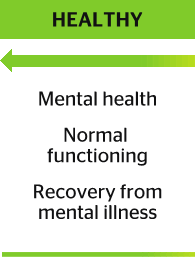 HEALTHY
Mental health
Normal
functioning
Recovery from
mental illness